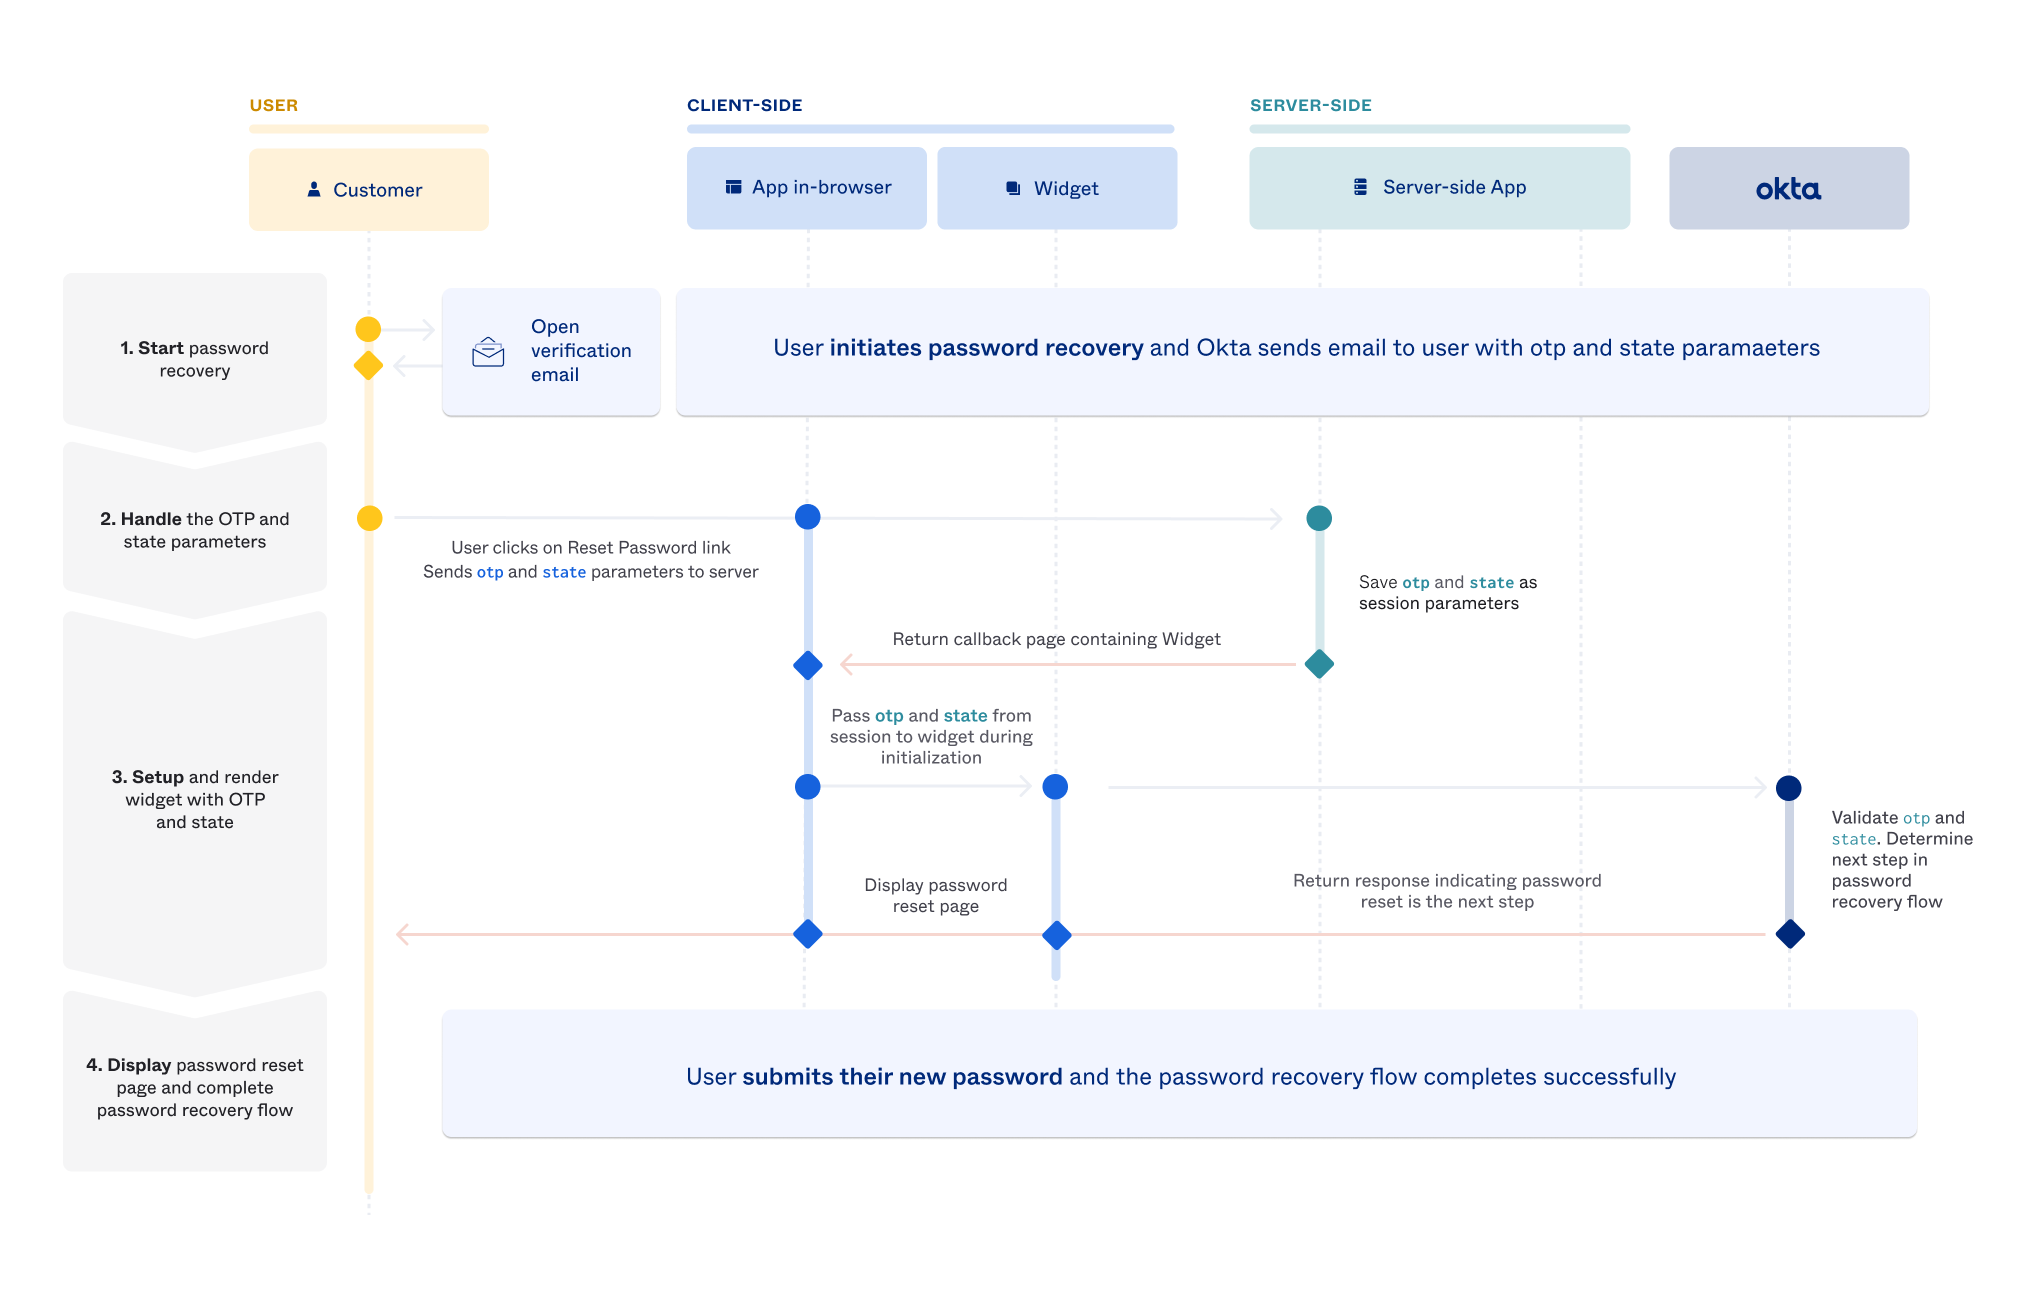 USER
CLIENT-SIDE
SERVER-SIDE
Customer
App in-browser
Widget
Server-side App
okta
1. Start password
recovery
Open
verification
email
User initiates password recovery and Okta sends email to user with otp and state paramaeters
2. Handle the OTP and
state parameters
User clicks on Reset Password link
Sends otp and state parameters to server
Save otp and state as
session parameters
Return callback page containing Widget
3. Setup and render
widget with OTP
and state
Pass otp and state from
session to widget during
initialization
Validate otp and
state. Determine
next step in
password
recovery flow
Display password
reset page
Return response indicating password
reset is the next step
4. Display password reset
page and complete
password recovery flow
User submits their new password and the password recovery flow completes successfully